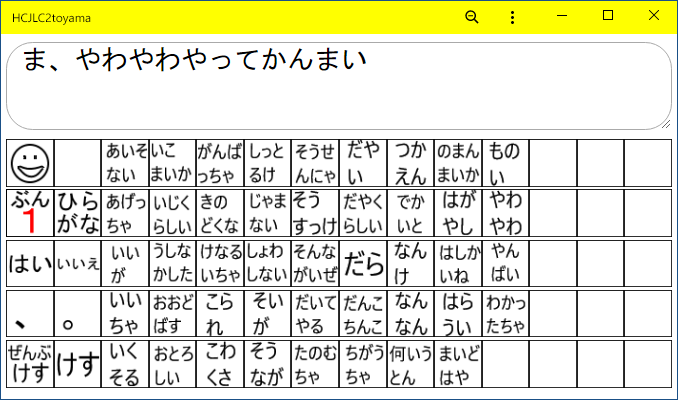 HCJLC2toyama
ま、やわやわやってかんまい
あいそない いこまいか がんばっちゃ しっとるけ そうせんにゃ だやい つかえん のまんまいか ものい
ぶん1 ひらがな あげっちゃ いじくらしい きのどくな じゃまない そうすっけ だやくらしい でかいと はがやし やわやわ
はい いいえ いいが うしなかした けなるいちゃ しょわしない そんながいぜ だら なんけ はしかいね やんばい
、 。 いいちゃ おおどばす こられ そいが だいてやる だんこちんこ なんなん はらうい わかったちゃ
ぜんぶけす けす いくそる おとろしい こわくさ そうなが たのむちゃ ちがうちゃ 何いうとん まいどはや